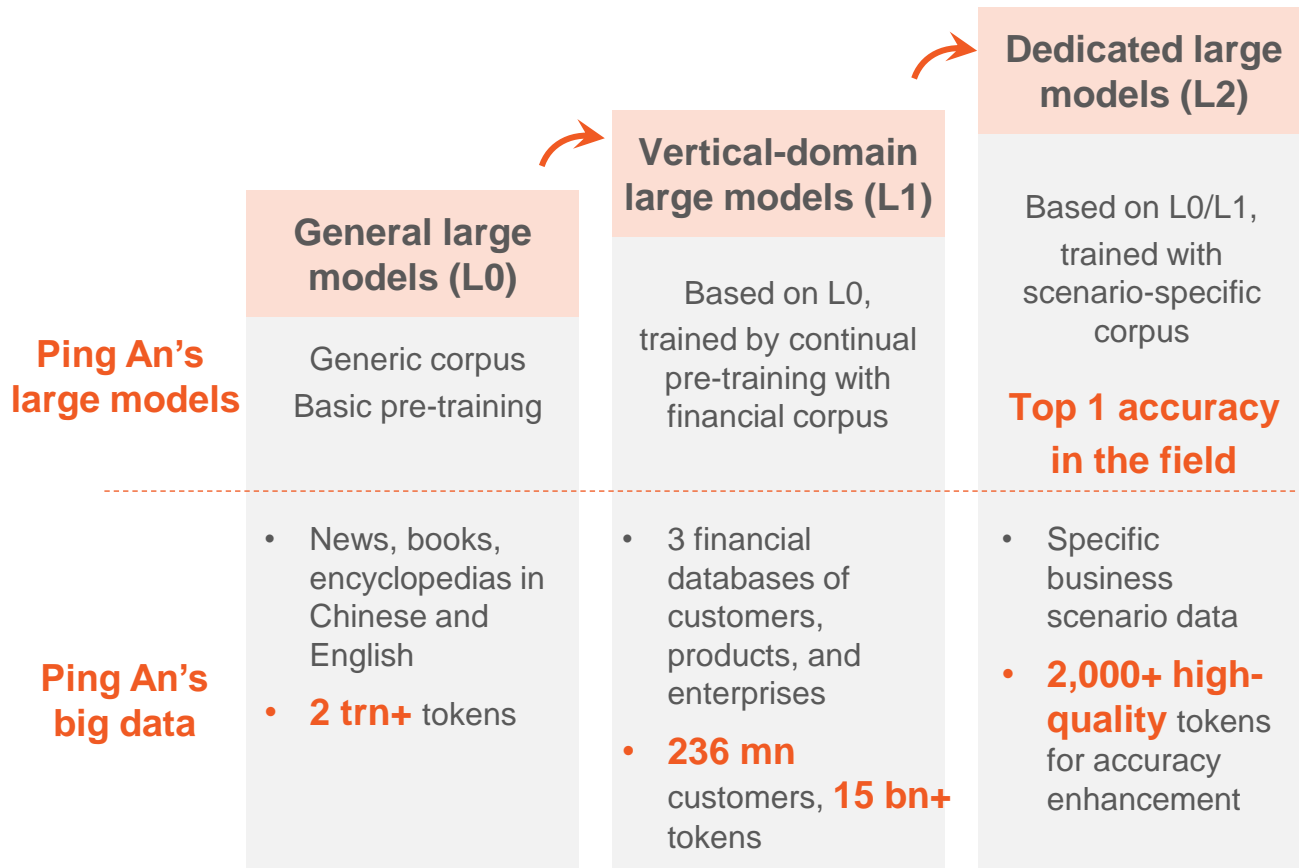 Ping An’s
large models
General large
models (L0)
Generic corpus
Basic pre-training
Vertical-domain
large models (L1)
Based on L0,
trained by continual
pre-training with
financial corpus
Dedicated large
models (L2)
Based on L0/L1,
trained with
scenario-specific
corpus
Top 1 accuracy
in the field
Ping An’s
big data
• News, books,
encyclopedias in
Chinese and
English
• 2 trn+ tokens
• 3 financial
databases of
customers,
products, and
enterprises
• 236 mn
customers, 15 bn+
tokens
• Specific
business
scenario data
• 2,000+ high-
quality tokens
for accuracy
enhancement